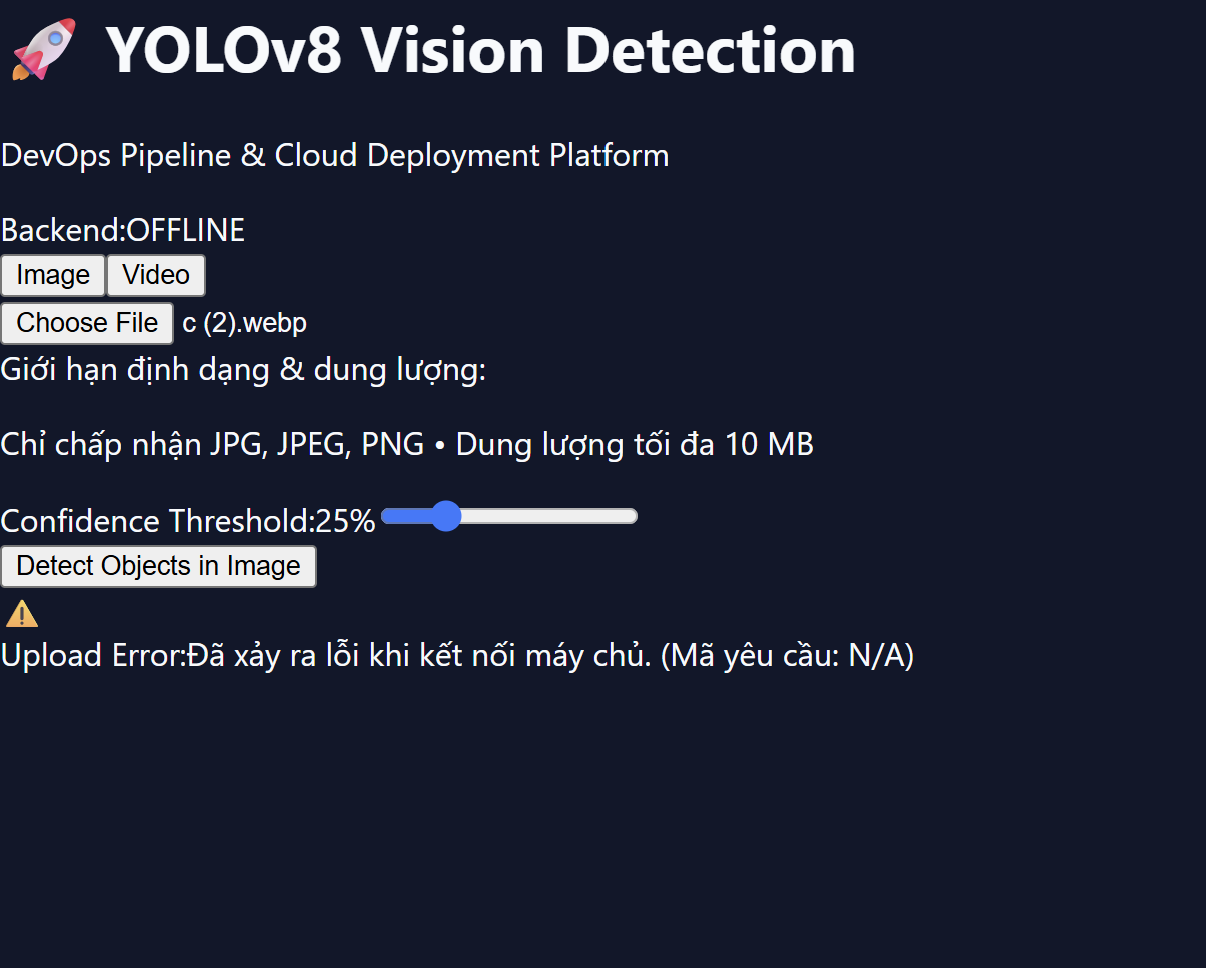 🚀 YOLOv8 Vision Detection
DevOps Pipeline & Cloud Deployment Platform
Backend:OFFLINE
Image Video
Choose File c (2).webp
Giới hạn định dạng & dung lượng:
Chỉ chấp nhận JPG, JPEG, PNG • Dung lượng tối đa 10 MB
Confidence Threshold:25%
Detect Objects in Image
⚠️
Upload Error:Đã xảy ra lỗi khi kết nối máy chủ. (Mã yêu cầu: N/A)